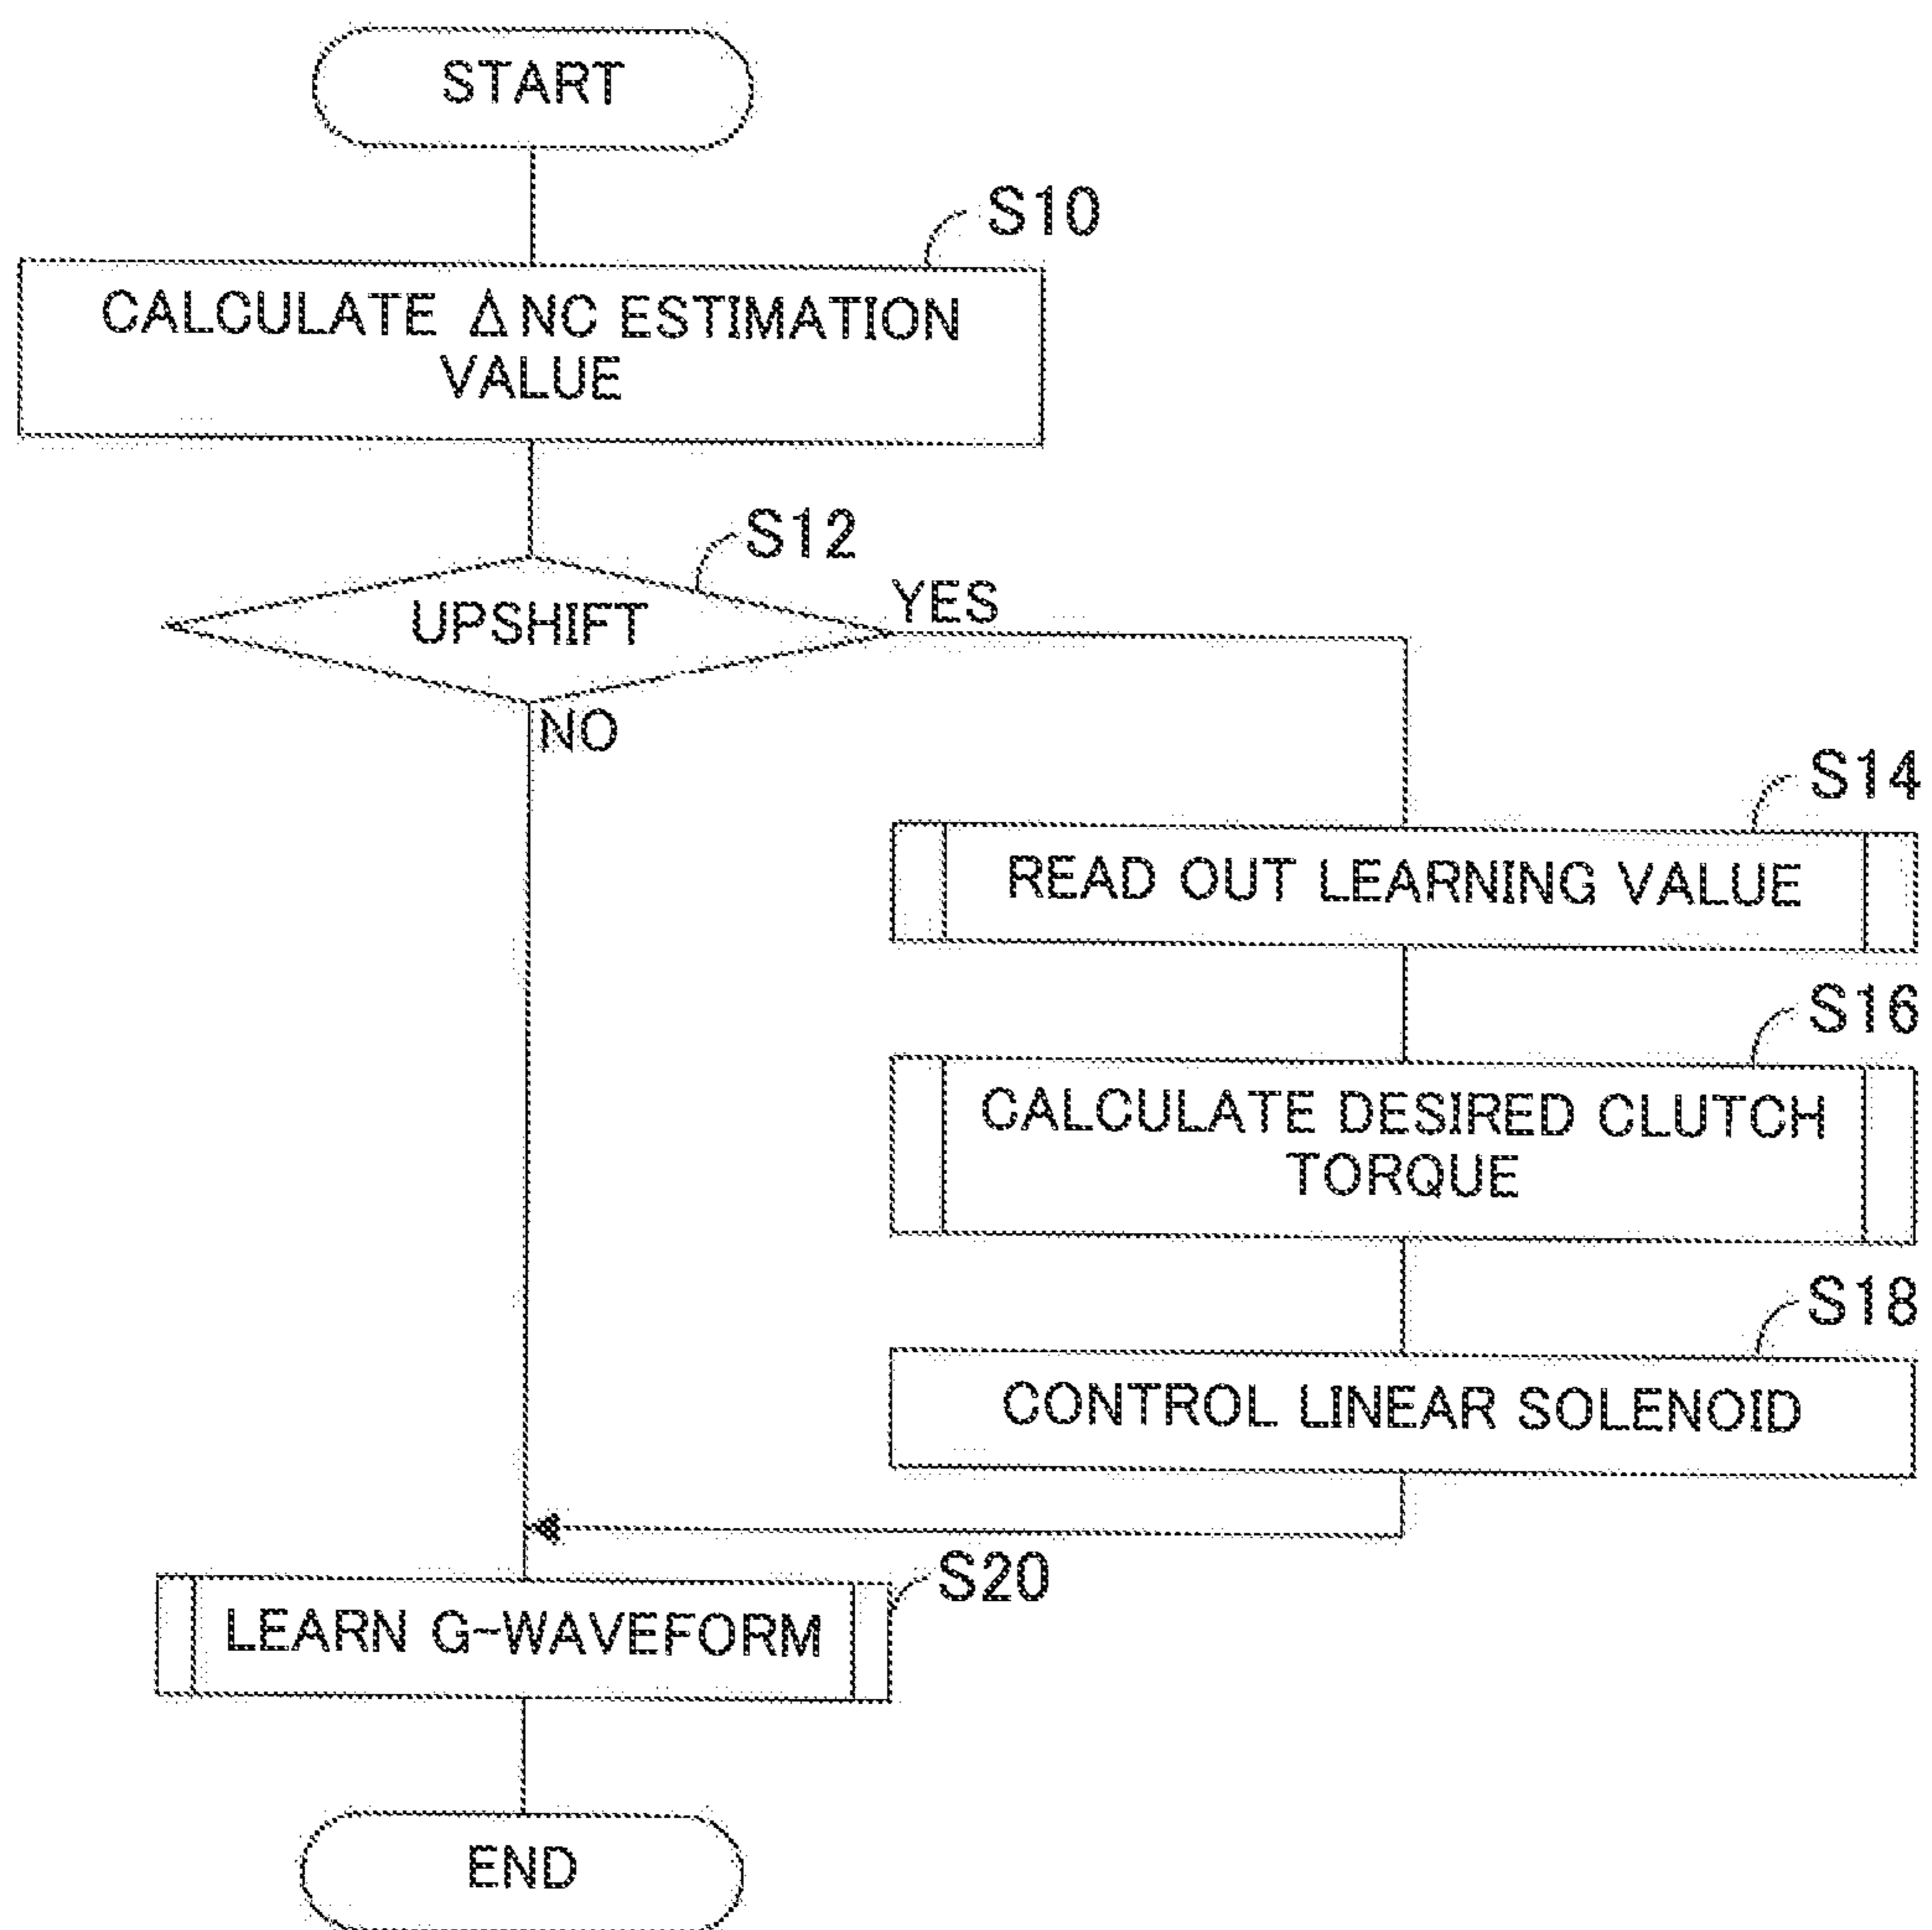 START
S10
CALCULATE ΔNC ESTIMATION
VALUE
S12
UPSHIFT
YES
NO
S14
READ OUT LEARNING VALUE
S16
CALCULATE DESIRED CLUTCH
TORQUE
S18
CONTROL LINEAR SOLENOID
S20
LEARN G-WAVEFORM
END